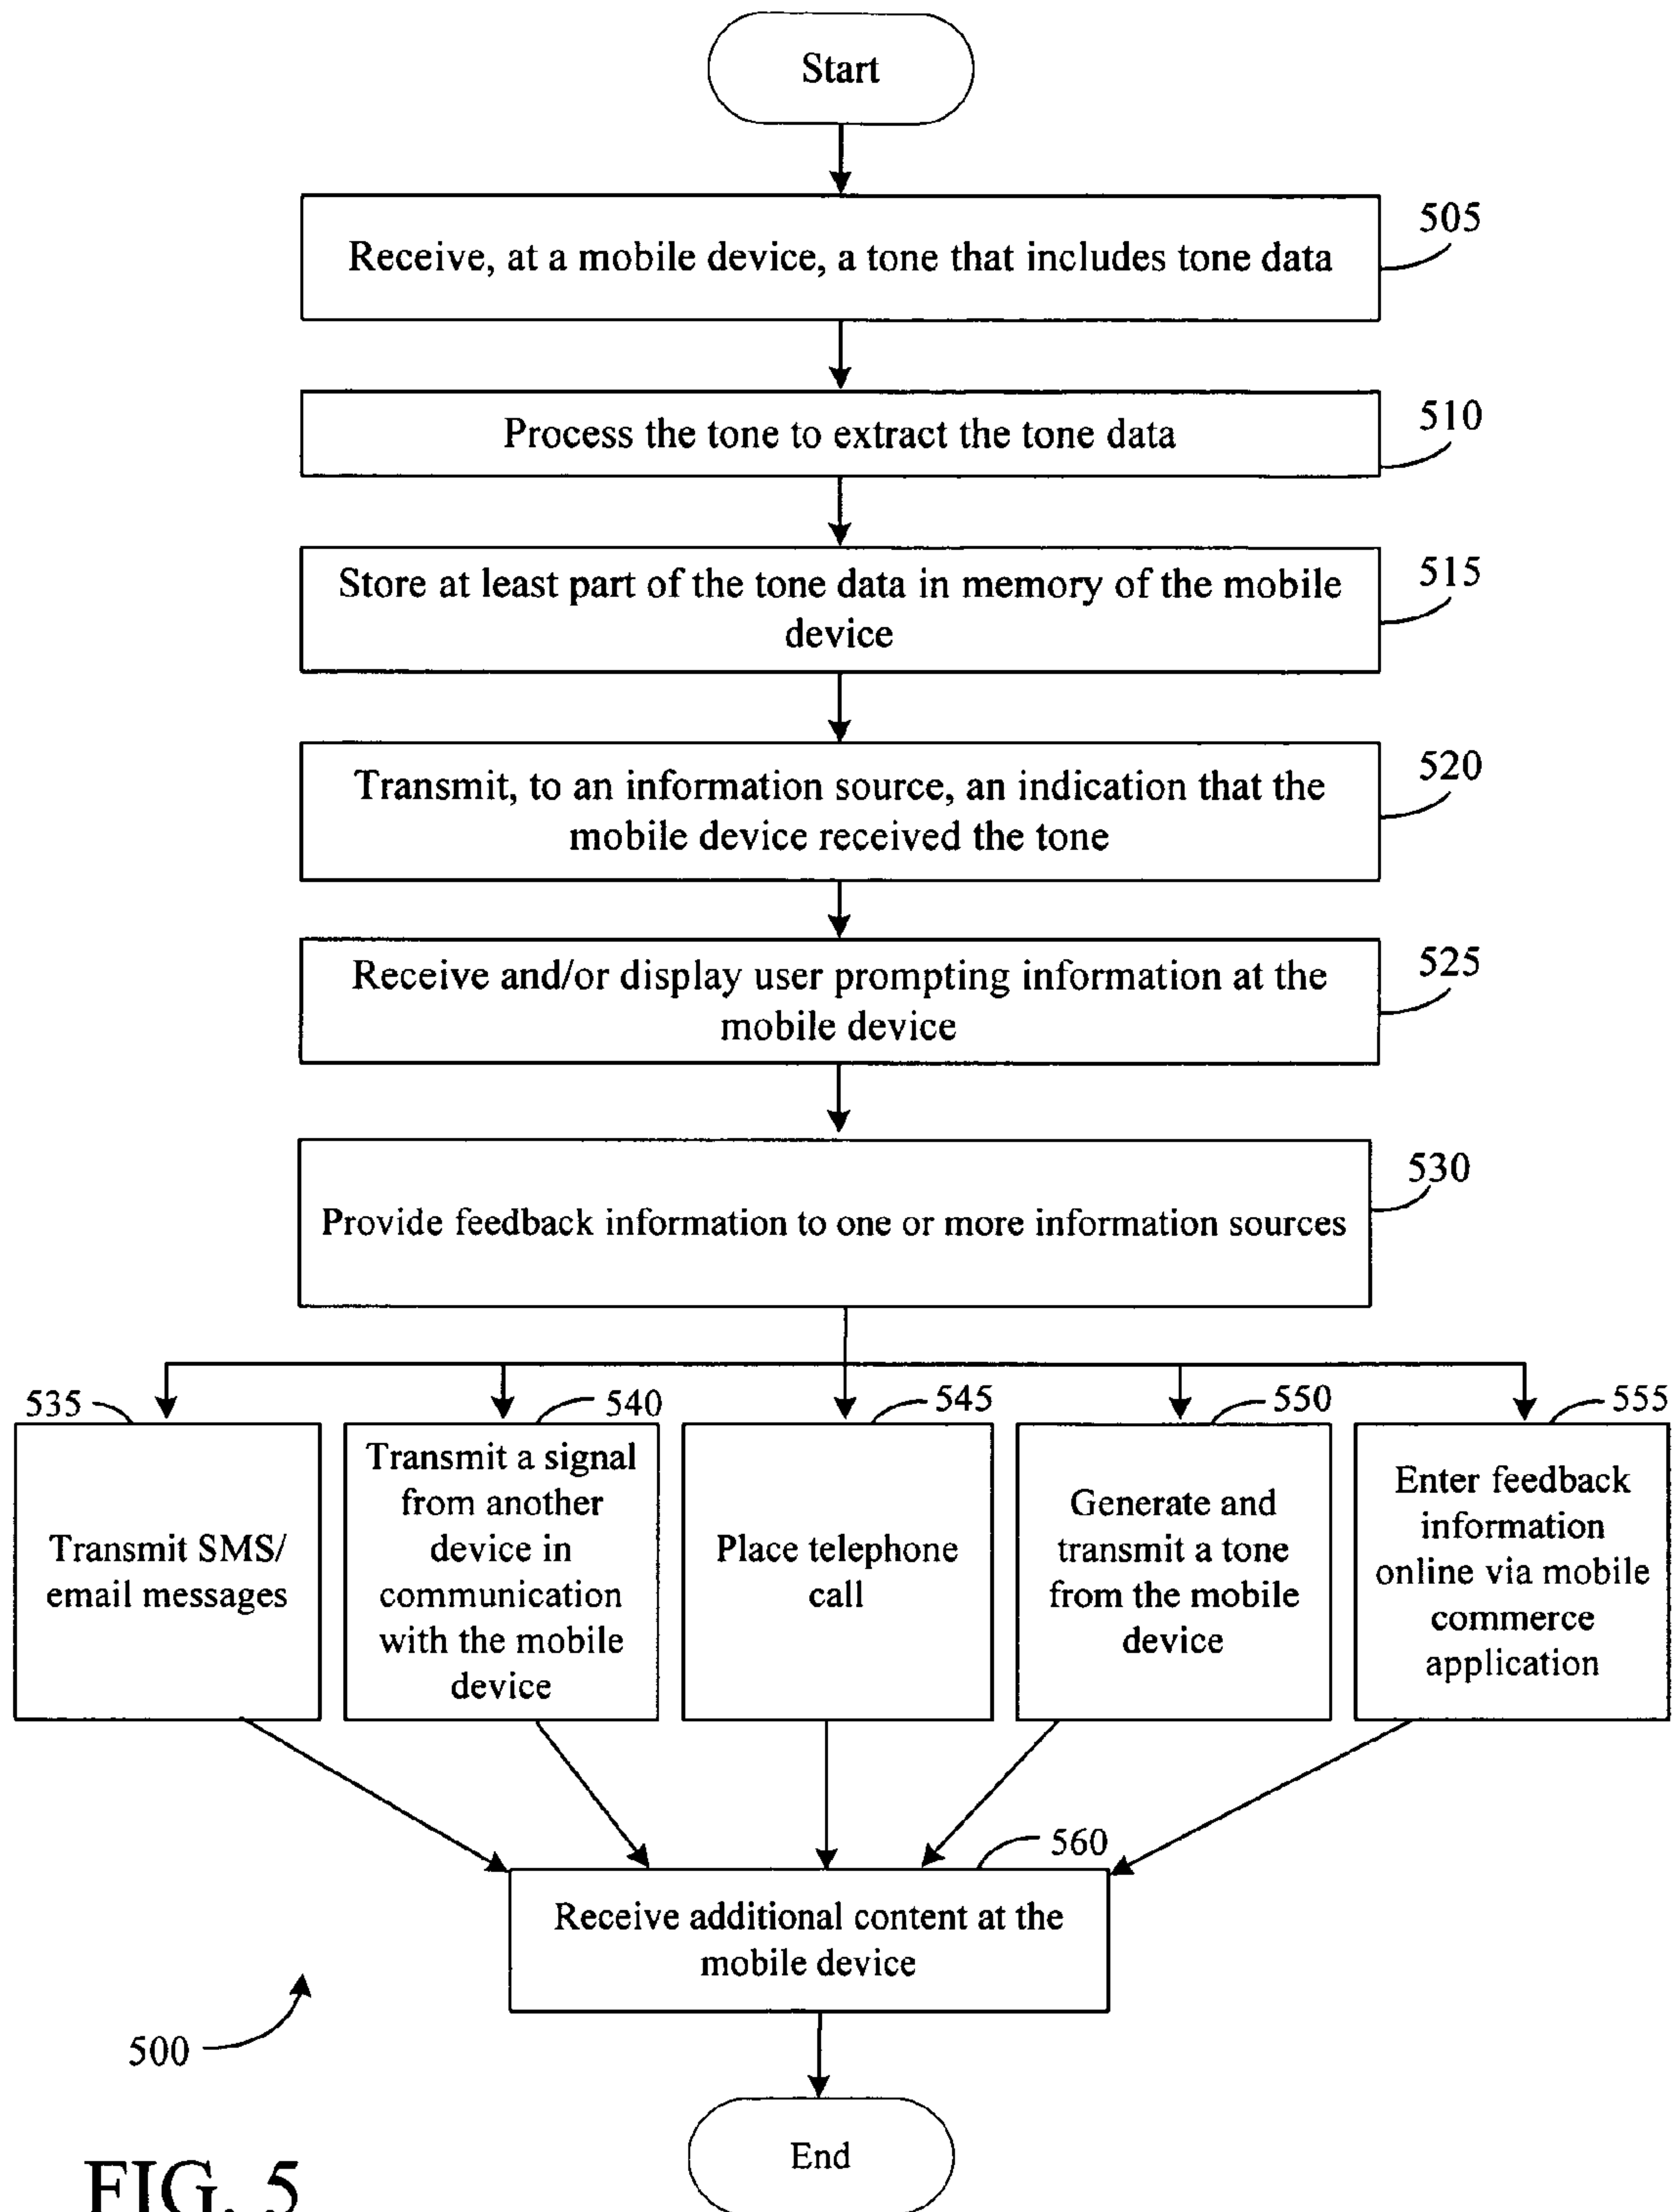 Start
505
Receive, at a mobile device, a tone that includes tone data
510
Process the tone to extract the tone data
515
Store at least part of the tone data in memory of the mobile
device
520
Transmit, to an information source, an indication that the
mobile device received the tone
525
Receive and/or display user prompting information at the
mobile device
530
Provide feedback information to one or more information sources
535
Transmit SMS/
email messages
540
Transmit a signal
from another
device in
communication
with the mobile
device
545
Place telephone
call
550
Generate and
transmit a tone
from the mobile
device
555
Enter feedback
information
online via mobile
commerce
application
560
Receive additional content at the
mobile device
500
End
FIG. 5